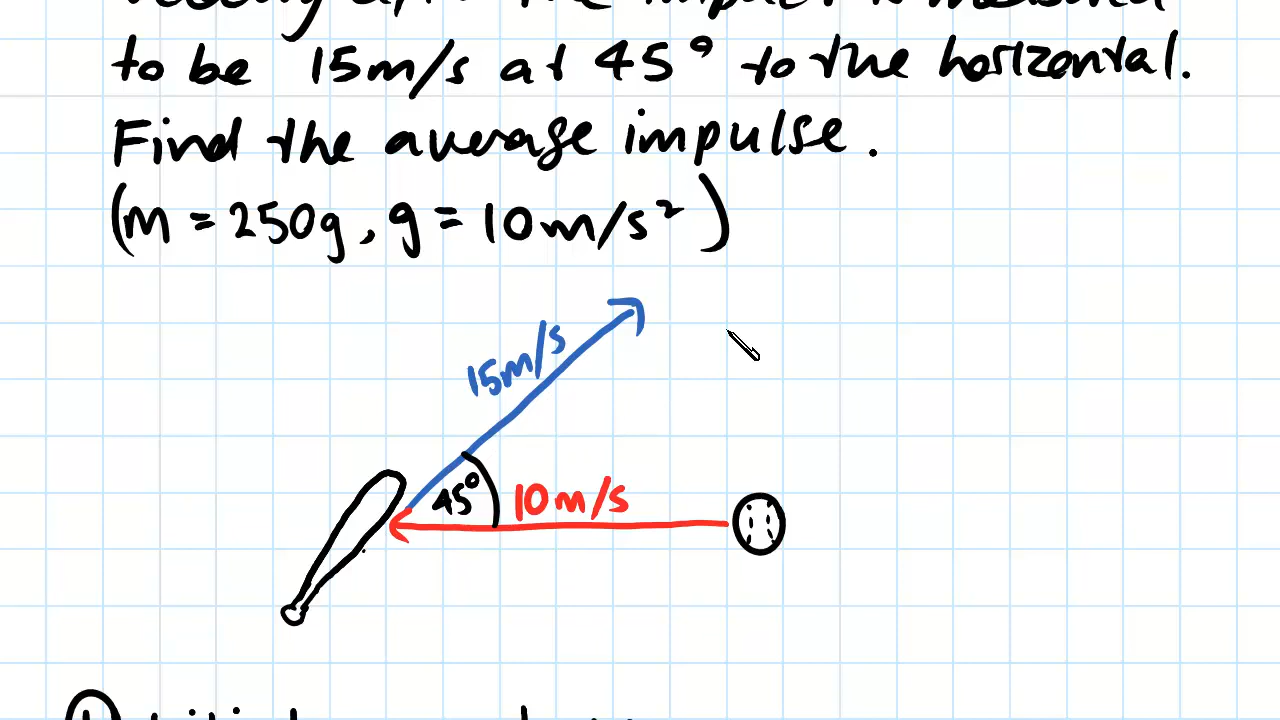 to be 15m/s at 45° to the horizontal.
Find the average impulse.
(m = 250g, g = 10m/s²)
15m/s
45°
10m/s